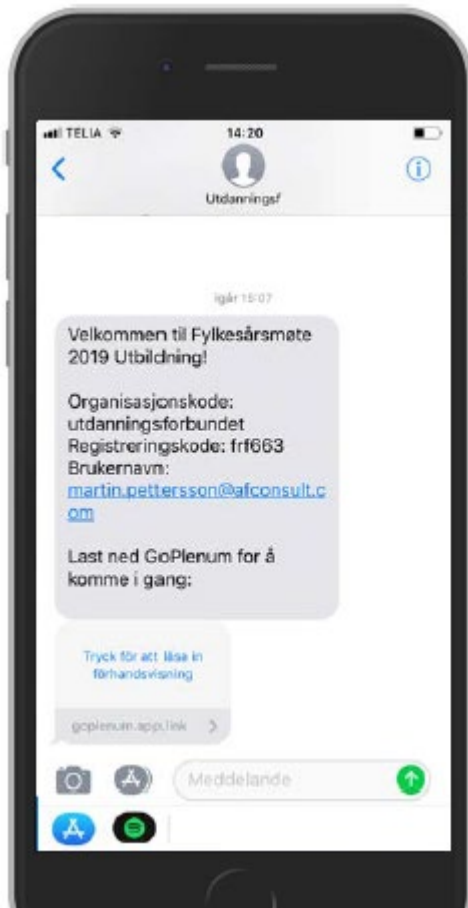 TELIA 14:20
Utdanningsf
igår 15:07
Velkommen til Fylkesårsmøte
2019 Utbildning!
Organisasjonskode:
utdanningsforbundet
Registreringskode: frf663
Brukernavn:
martin.pettersson@afconsult.c
om
Last ned GoPlenum for å
komme i gang:
Tryck för att läsa in
förhandsvisning
goplenum.app.link
Meddelande